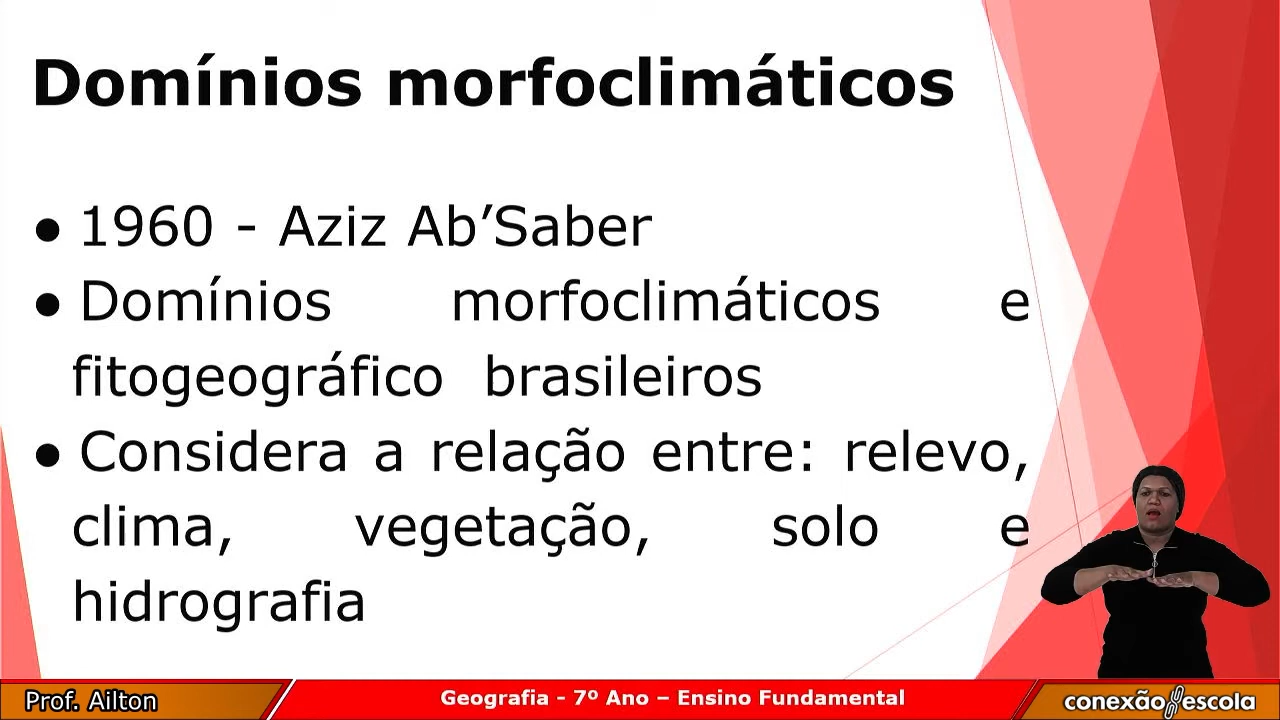 Domínios morfoclimáticos
● 1960 - Aziz Ab’Saber
● Domínios morfoclimáticos e
fitogeográfico brasileiros
● Considera a relação entre: relevo,
clima, vegetação, solo e
hidrografia
Prof. Ailton
Geografia - 7º Ano – Ensino Fundamental
conexão escola